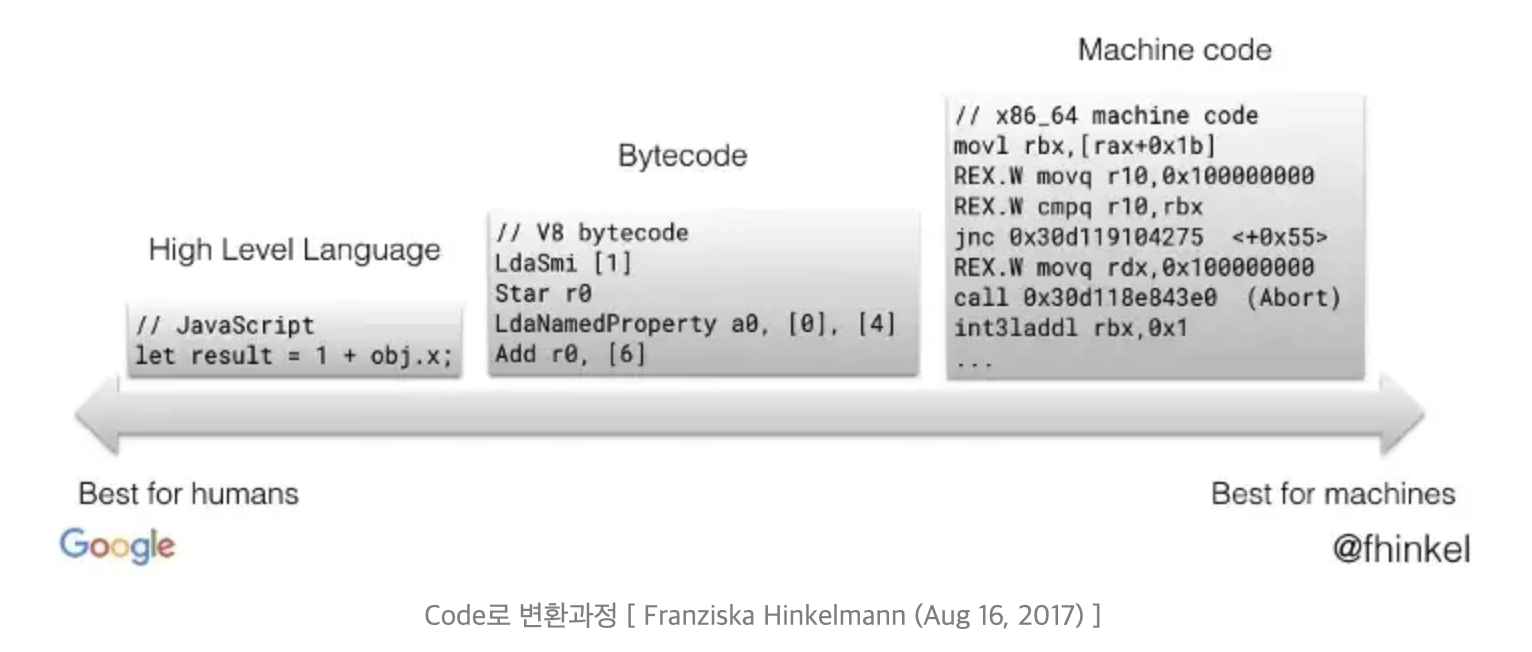 High Level Language
// JavaScript
let result = 1 + obj.x;
Bytecode
// V8 bytecode
LdaSmi [1]
Star r0
LdaNamedProperty a0, [0], [4]
Add r0, [6]
Machine code
// x86_64 machine code
movl rbx,[rax+0x1b]
REX.W movq r10,0x100000000
REX.W cmpq r10,rbx
jnc 0x30d119104275 <+0x55>
REX.W movq rdx,0x100000000
call 0x30d118e843e0 (Abort)
int3laddl rbx,0x1
...
Best for humans
Best for machines
Google
@fhinkel
Code로 변환과정 [ Franziska Hinkelmann (Aug 16, 2017) ]